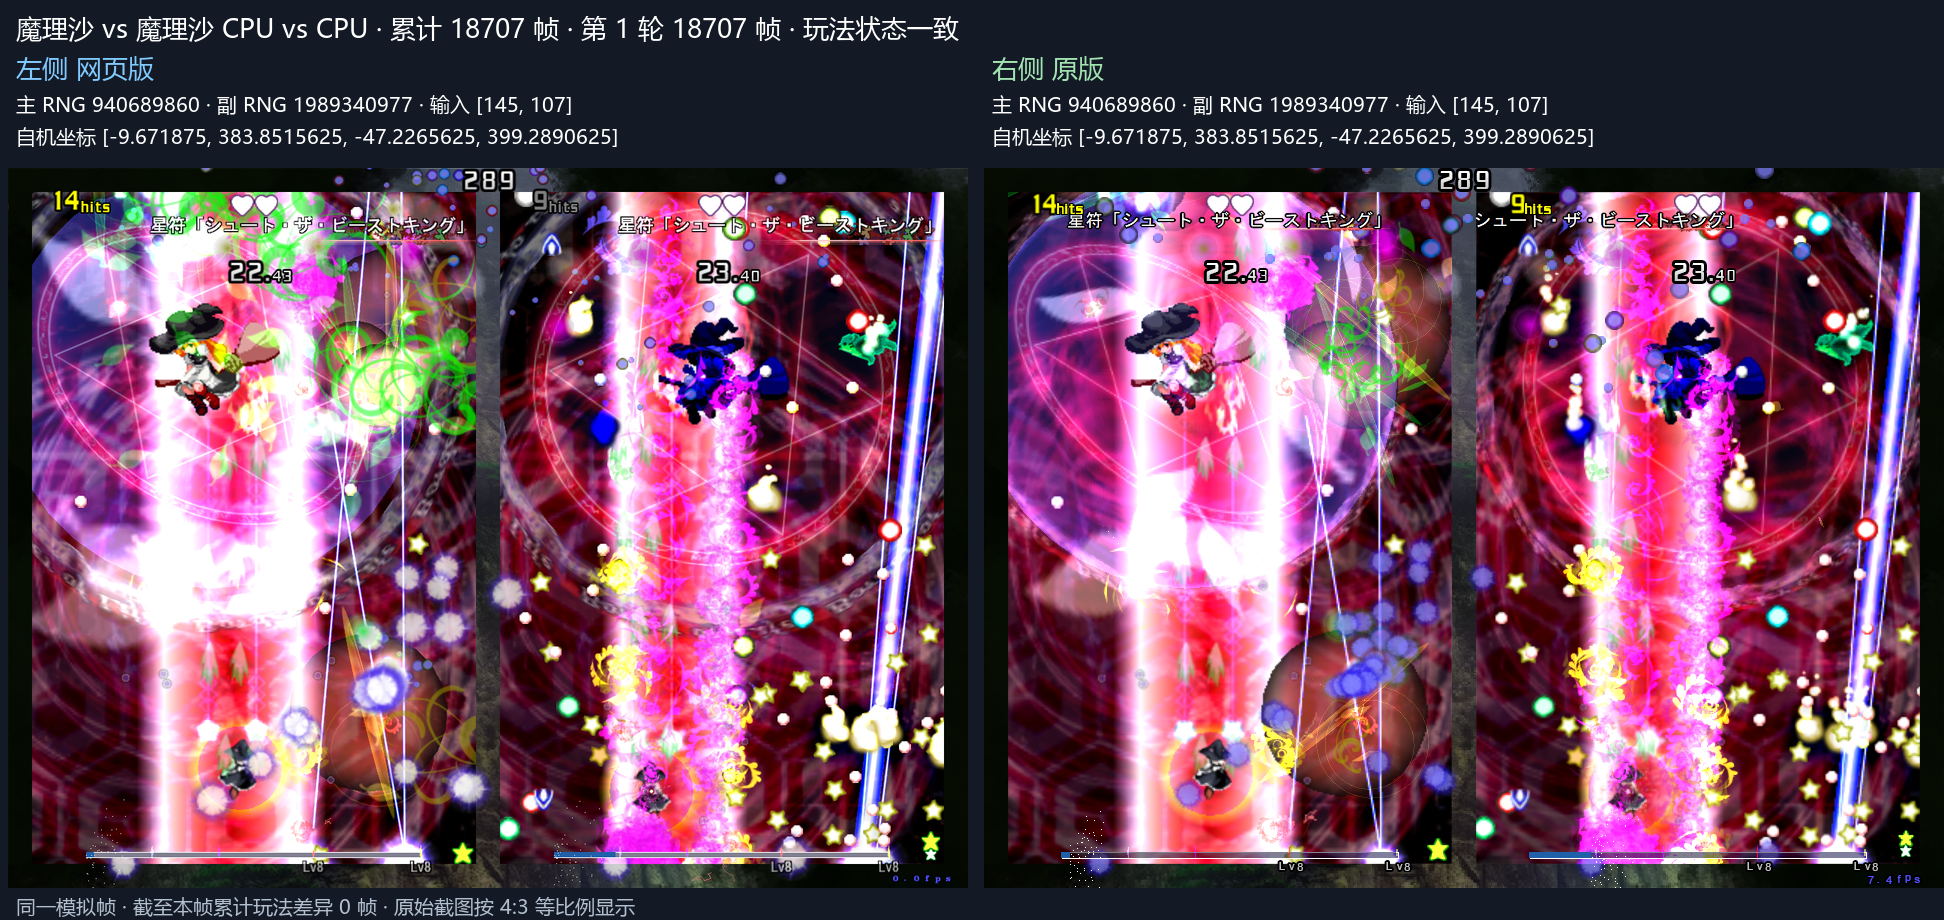 魔理沙 vs 魔理沙 CPU vs CPU · 累计 18707 帧 · 第 1 轮 18707 帧 · 玩法状态一致
左侧 网页版
主 RNG 940689860 · 副 RNG 1989340977 · 输入 [145, 107]
自机坐标 [-9.671875, 383.8515625, -47.2265625, 399.2890625]
右侧 原版
主 RNG 940689860 · 副 RNG 1989340977 · 输入 [145, 107]
自机坐标 [-9.671875, 383.8515625, -47.2265625, 399.2890625]
289
14hits
9hits
星符「シュート・ザ・ビーストキング」
星符「シュート・ザ・ビーストキング」
22.43
23.40
Lv8
Lv8
Lv8
Lv8
0.0fps
289
14hits
9hits
星符「シュート・ザ・ビーストキング」
シュート・ザ・ビーストキング」
22.43
23.40
Lv8
Lv8
Lv8
Lv8
7.4fps
同一模拟帧 · 截至本帧累计玩法差异 0 帧 · 原始截图按 4:3 等比例显示